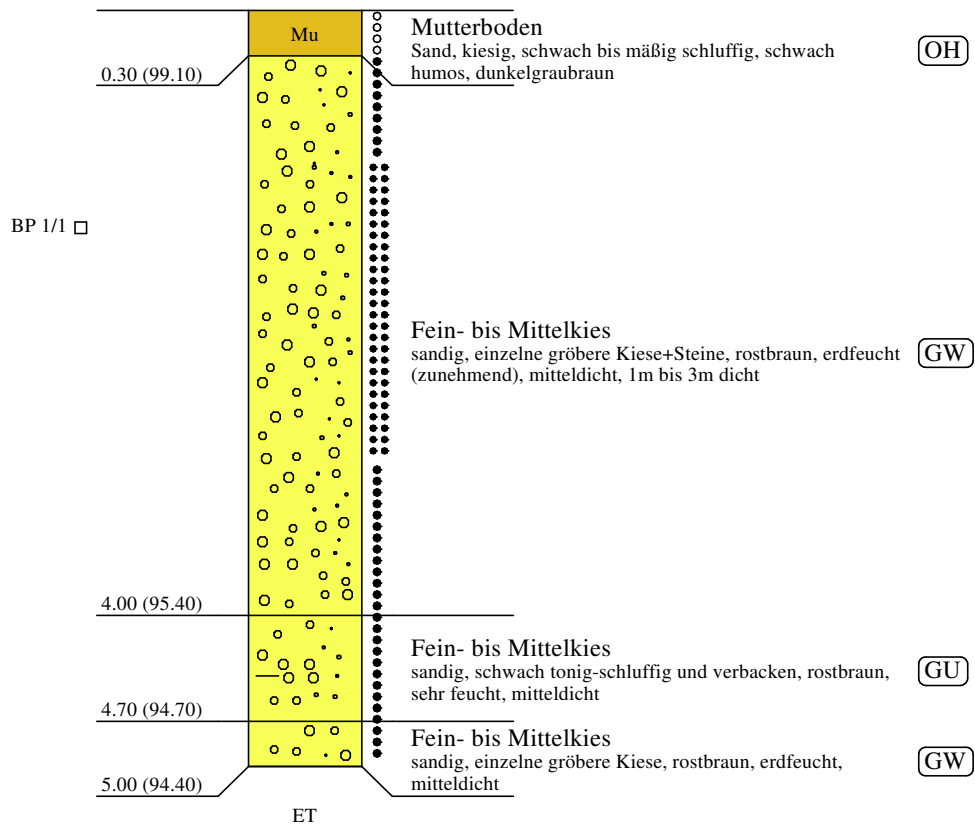 Mu
Mutterboden
Sand, kiesig, schwach bis mäßig schluffig, schwach
humos, dunkelgraubraun
OH
0.30 (99.10)
BP 1/1
Fein- bis Mittelkies
sandig, einzelne gröbere Kiese+Steine, rostbraun, erdfeucht
(zunehmend), mitteldicht, 1m bis 3m dicht
GW
4.00 (95.40)
Fein- bis Mittelkies
sandig, schwach tonig-schluffig und verbacken, rostbraun,
sehr feucht, mitteldicht
GU
4.70 (94.70)
Fein- bis Mittelkies
sandig, einzelne gröbere Kiese, rostbraun, erdfeucht,
mitteldicht
GW
5.00 (94.40)
ET